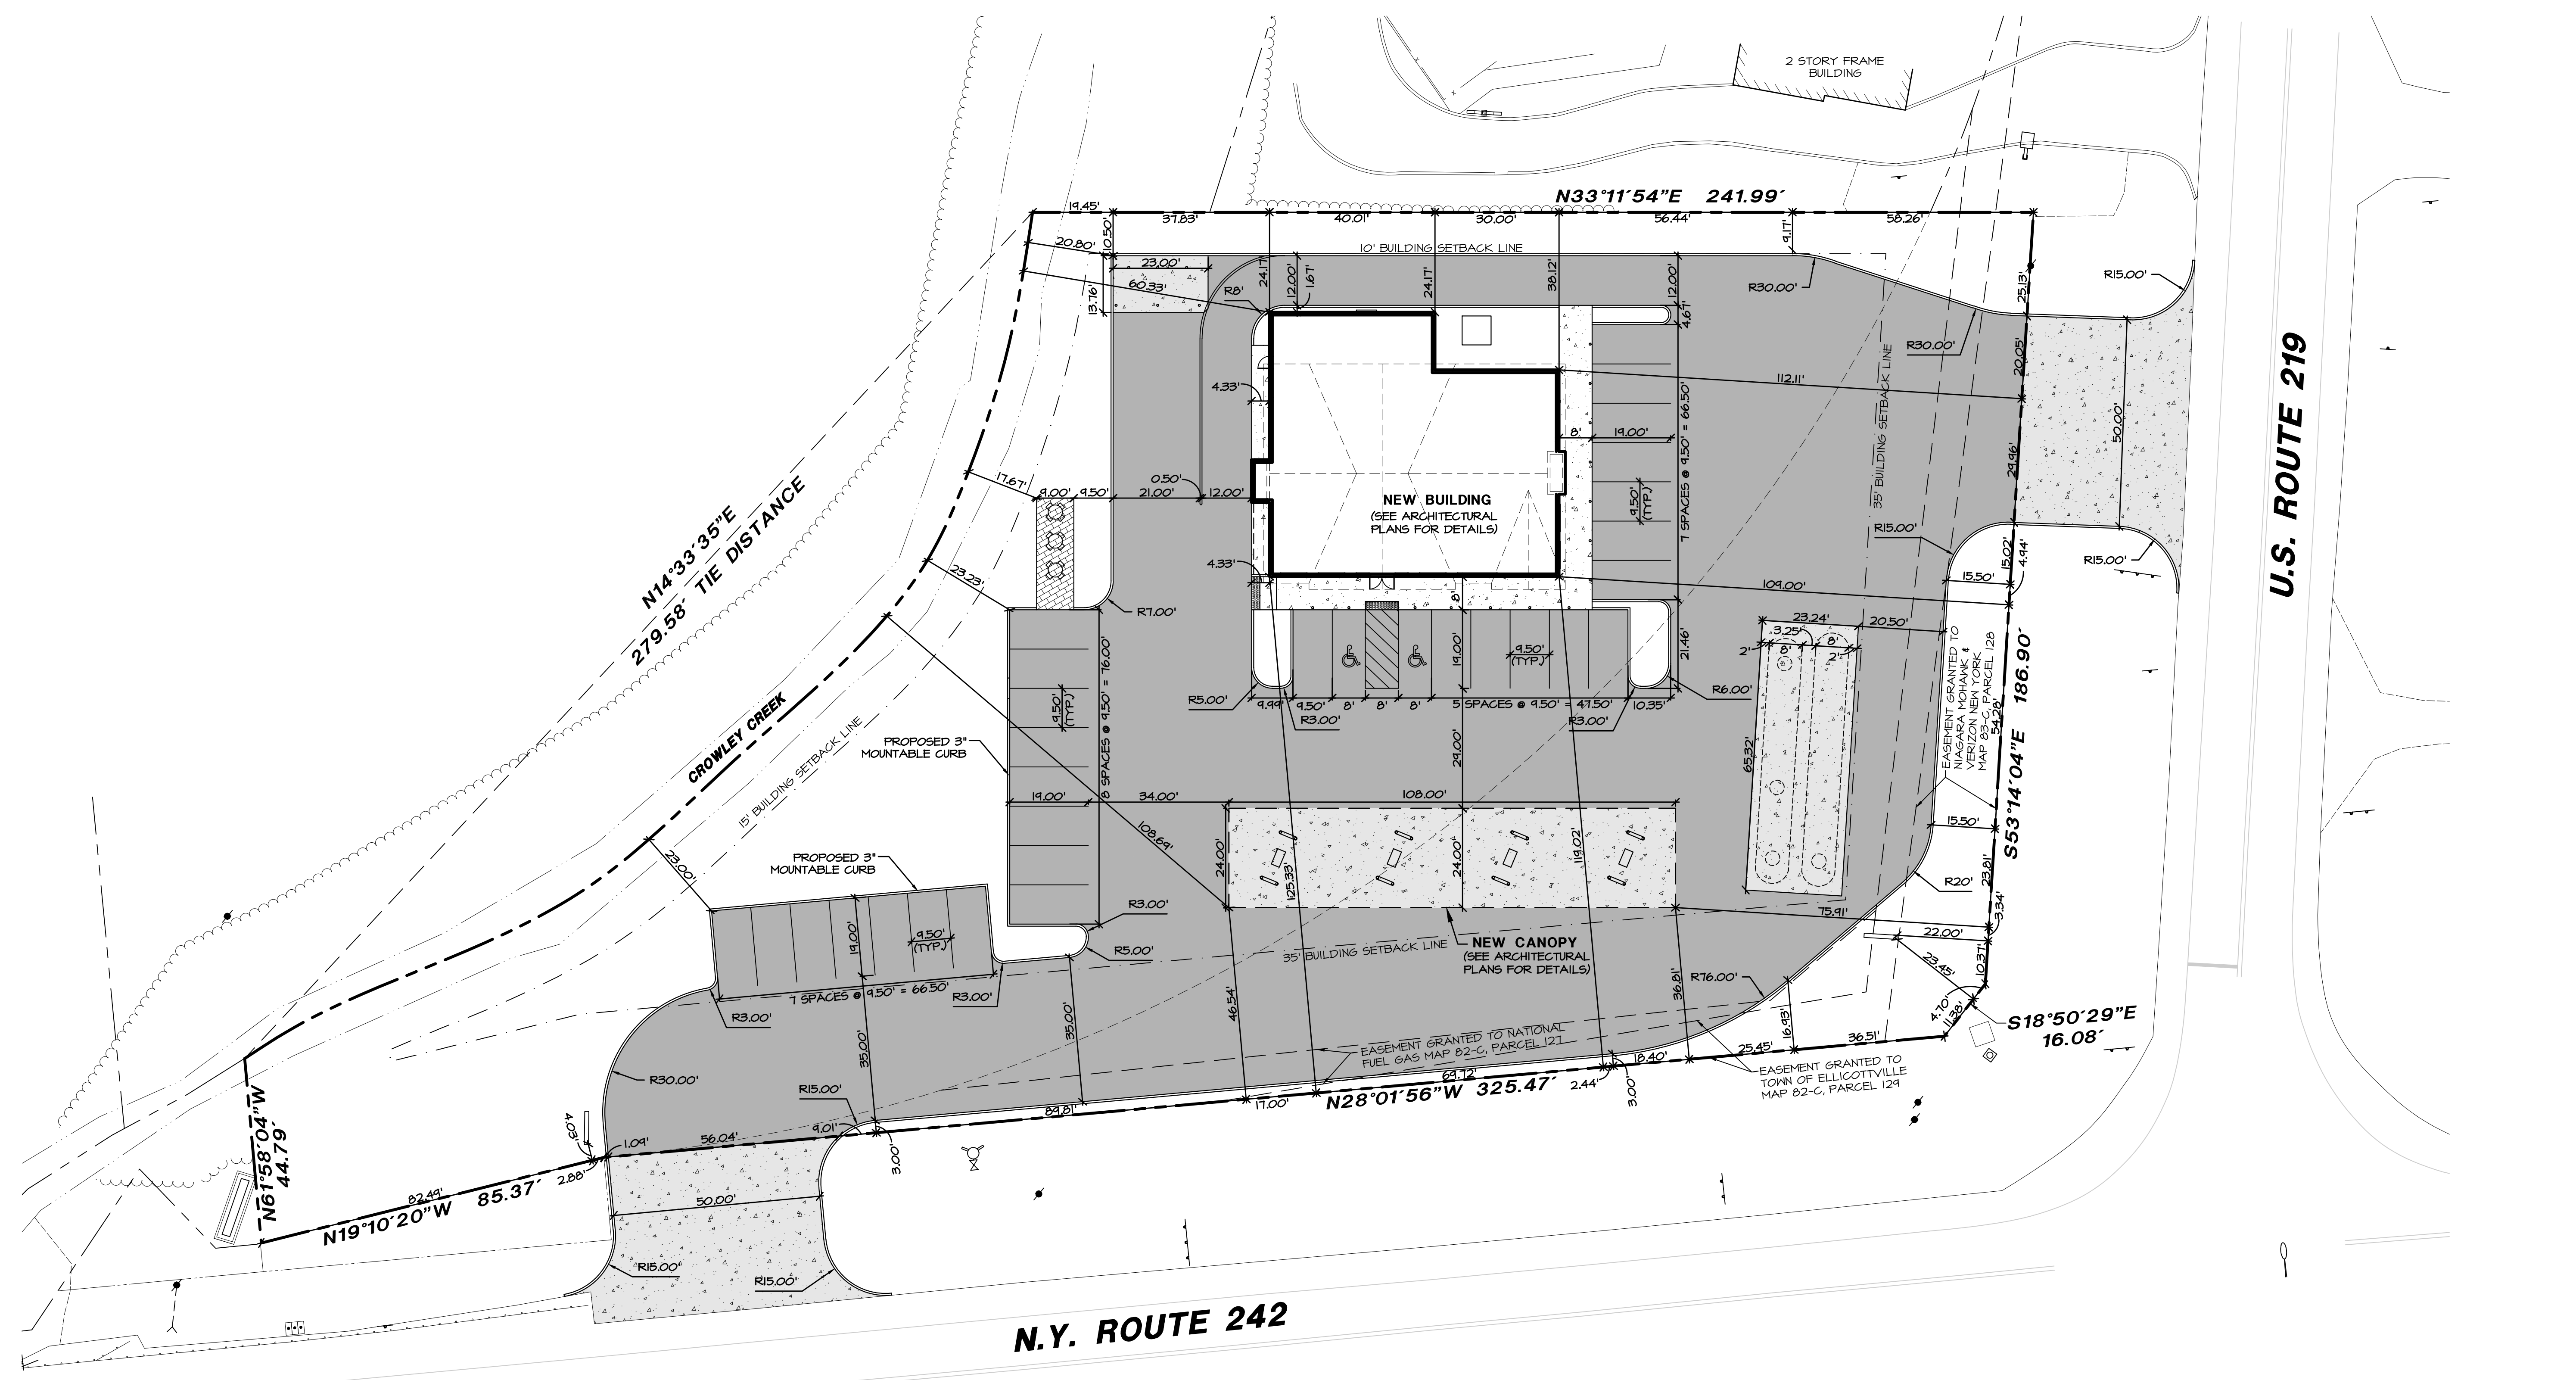 2 STORY FRAME
BUILDING
N33°11'54"E 241.99'
19.45'
37.83'
40.01'
30.00'
56.44'
58.26'
10.50'
9.17'
20.80'
10' BUILDING SETBACK LINE
23.00'
60.33'
13.76'
R8'
24.17'
12.00'
1.67'
24.17'
38.12'
12.00'
4.67'
R30.00'
25.13'
R15.00'
R30.00'
20.05'
112.11'
35' BUILDING SETBACK LINE
50.00'
U.S. ROUTE 219
4.33'
8'
19.00'
7 SPACES @ 9.50' = 66.50'
9.50'
(TYP.)
29.96'
17.67'
9.00'
9.50'
0.50'
21.00'
12.00'
NEW BUILDING
(SEE ARCHITECTURAL
PLANS FOR DETAILS)
R15.00'
15.02'
4.94'
R15.00'
N14°33'35"E
279.58' TIE DISTANCE
23.23'
4.33'
R7.00'
8'
109.00'
15.50'
23.24'
20.50'
3.25'
2'
8'
8'
2'
8 SPACES @ 9.50' = 76.00'
19.00'
9.50'
(TYP.)
21.46'
R5.00'
9.99'
9.50'
8'
8'
8'
5 SPACES @ 9.50' = 47.50'
10.35'
R6.00'
R3.00'
R3.00'
EASEMENT GRANTED TO
NIAGARA MOHAWK &
VERIZON NEW YORK
MAP 83-C, PARCEL 128
54.28'
S53°14'04"E 186.90'
CROWLEY CREEK
15' BUILDING SETBACK LINE
9.50'
(TYP.)
PROPOSED 3"
MOUNTABLE CURB
29.00'
65.32'
19.00'
34.00'
108.00'
108.69'
24.00'
125.33'
24.00'
119.02'
15.50'
23.81'
R20'
3.34'
23.00'
PROPOSED 3"
MOUNTABLE CURB
R3.00'
R5.00'
19.00'
9.50'
(TYP.)
75.91'
22.00'
10.37'
23.45'
35' BUILDING SETBACK LINE
NEW CANOPY
(SEE ARCHITECTURAL
PLANS FOR DETAILS)
7 SPACES @ 9.50' = 66.50'
R3.00'
R3.00'
R76.00'
46.54'
36.81'
16.93'
4.70'
11.38'
S18°50'29"E
16.08'
35.00'
35.00'
EASEMENT GRANTED TO NATIONAL
FUEL GAS MAP 82-C, PARCEL 127
R30.00'
R15.00'
18.40'
25.45'
36.51'
EASEMENT GRANTED TO
TOWN OF ELLICOTTVILLE
MAP 82-C, PARCEL 129
69.72'
2.44'
3.00'
N28°01'56"W 325.47'
17.00'
89.81'
9.01'
56.04'
1.09'
4.03'
2.88'
3.00'
N61°58'04"W
44.79'
82.49'
N19°10'20"W 85.37'
50.00'
R15.00'
R15.00'
N.Y. ROUTE 242